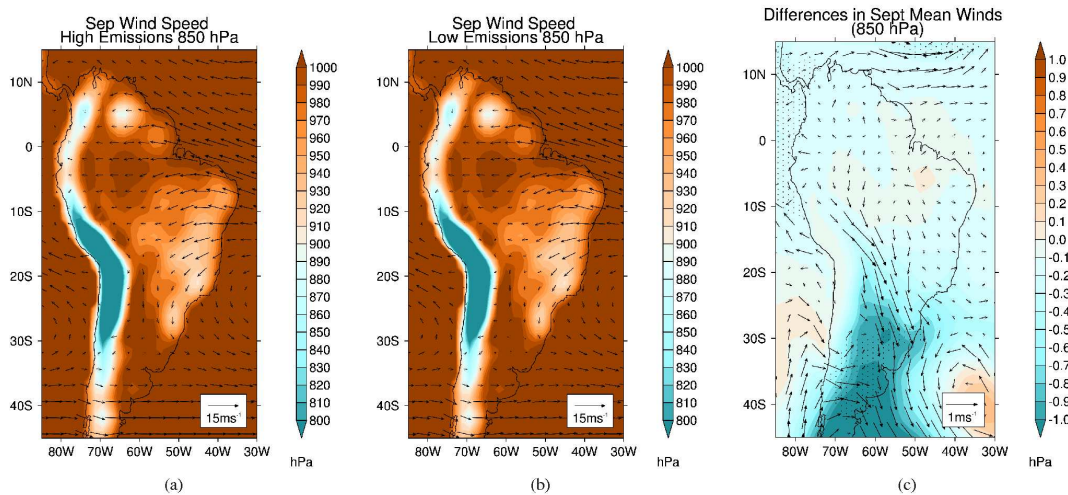 Sep Wind Speed
High Emissions 850 hPa
10N
0
10S
20S
30S
40S
80W 70W 60W 50W 40W 30W
15ms⁻¹
1000
990
980
970
960
950
940
930
920
910
900
890
880
870
860
850
840
830
820
810
800
hPa
(a)
Sep Wind Speed
Low Emissions 850 hPa
10N
0
10S
20S
30S
40S
80W 70W 60W 50W 40W 30W
15ms⁻¹
1000
990
980
970
960
950
940
930
920
910
900
890
880
870
860
850
840
830
820
810
800
hPa
(b)
Differences in Sept Mean Winds
(850 hPa)
10N
0
10S
20S
30S
40S
80W 70W 60W 50W 40W 30W
1ms⁻¹
1.0
0.9
0.8
0.7
0.6
0.5
0.4
0.3
0.2
0.1
0.0
-0.1
-0.2
-0.3
-0.4
-0.5
-0.6
-0.7
-0.8
-0.9
-1.0
hPa
(c)